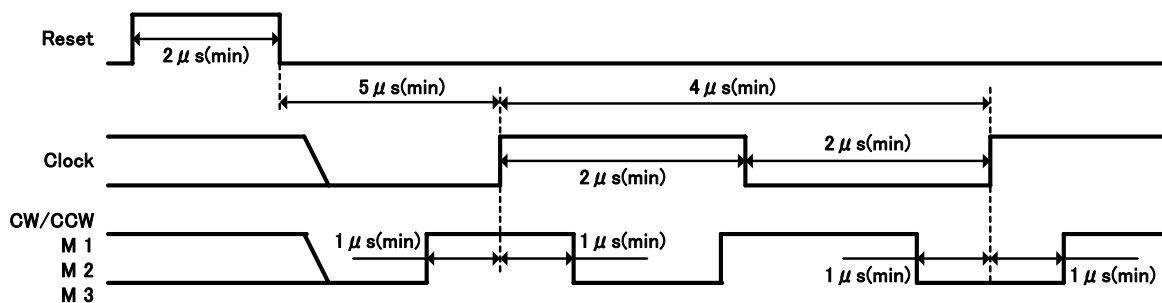 Reset
2 μ s(min)
5 μ s(min)
4 μ s(min)
Clock
2 μ s(min)
2 μ s(min)
CW/CCW
M 1
M 2
M 3
1 μ s(min)
1 μ s(min)
1 μ s(min)
1 μ s(min)